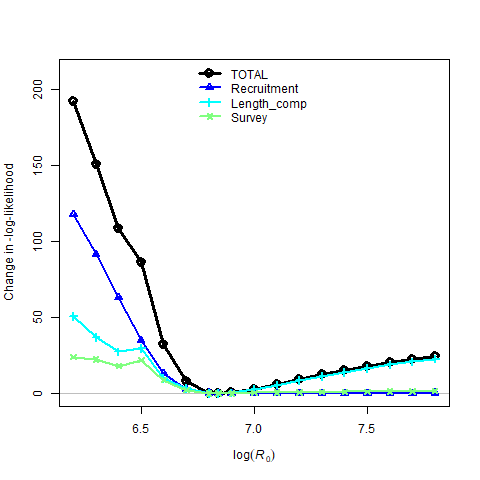 TOTAL
Recruitment
Length_comp
Survey
Change in -log-likelihood
200
150
100
50
0
6.5 7.0 7.5
log(R₀)